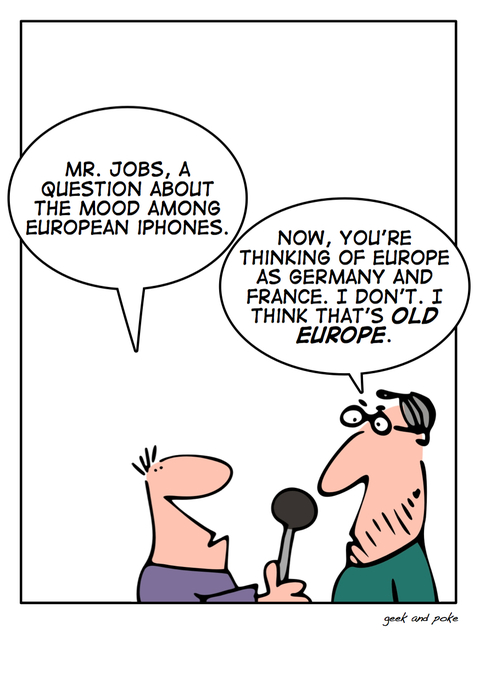 MR. JOBS, A
QUESTION ABOUT
THE MOOD AMONG
EUROPEAN IPHONES.
NOW, YOU'RE
THINKING OF EUROPE
AS GERMANY AND
FRANCE. I DON'T. I
THINK THAT'S OLD
EUROPE.
geek and poke